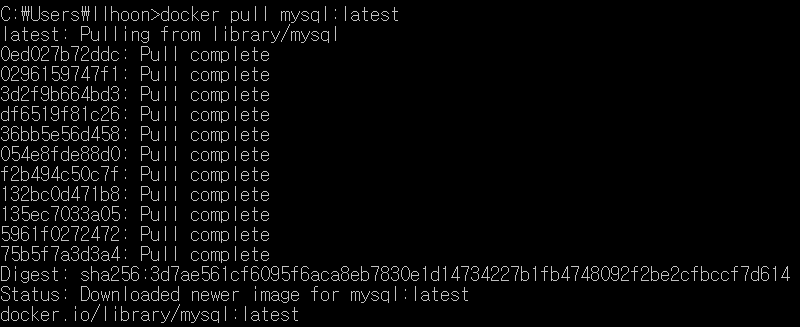 C:₩Users₩llhoon>docker pull mysql:latest
latest: Pulling from library/mysql
0ed027b72ddc: Pull complete
0296159747f1: Pull complete
3d2f9b664bd3: Pull complete
df6519f81c26: Pull complete
36bb5e56d458: Pull complete
054e8fde88d0: Pull complete
f2b494c50c7f: Pull complete
132bc0d471b8: Pull complete
135ec7033a05: Pull complete
5961f0272472: Pull complete
75b5f7a3d3a4: Pull complete
Digest: sha256:3d7ae561cf6095f6aca8eb7830e1d14734227b1fb4748092f2be2cfbccf7d614
Status: Downloaded newer image for mysql:latest
docker.io/library/mysql:latest